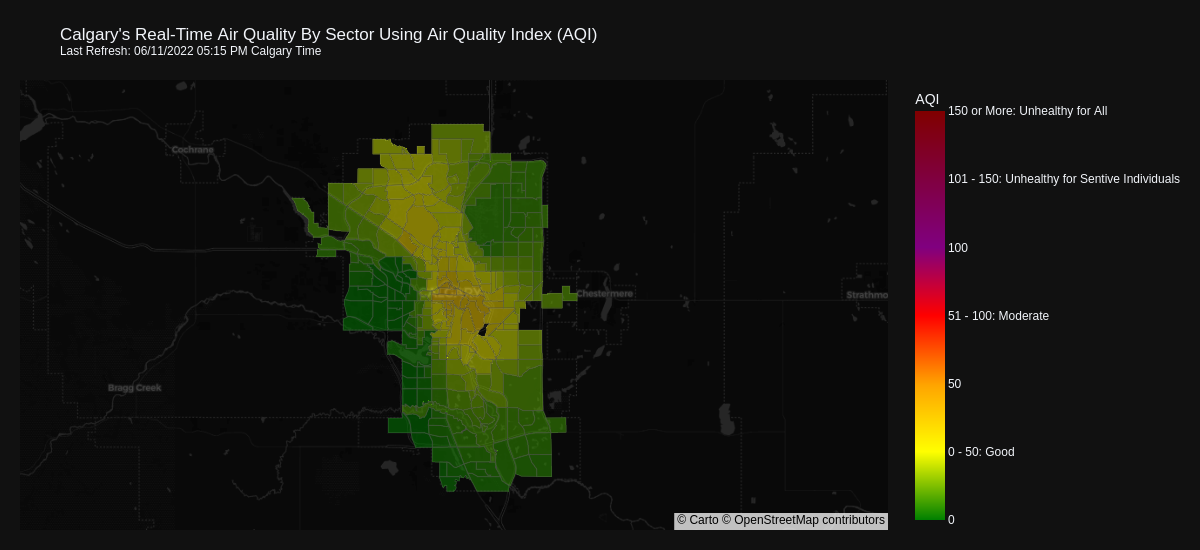 Calgary's Real-Time Air Quality By Sector Using Air Quality Index (AQI)
Last Refresh: 06/11/2022 05:15 PM Calgary Time
AQI
150 or More: Unhealthy for All
Cochrane
101 - 150: Unhealthy for Sentive Individuals
100
Chestermere
Strathmo
51 - 100: Moderate
50
Bragg Creek
0 - 50: Good
0
© Carto © OpenStreetMap contributors